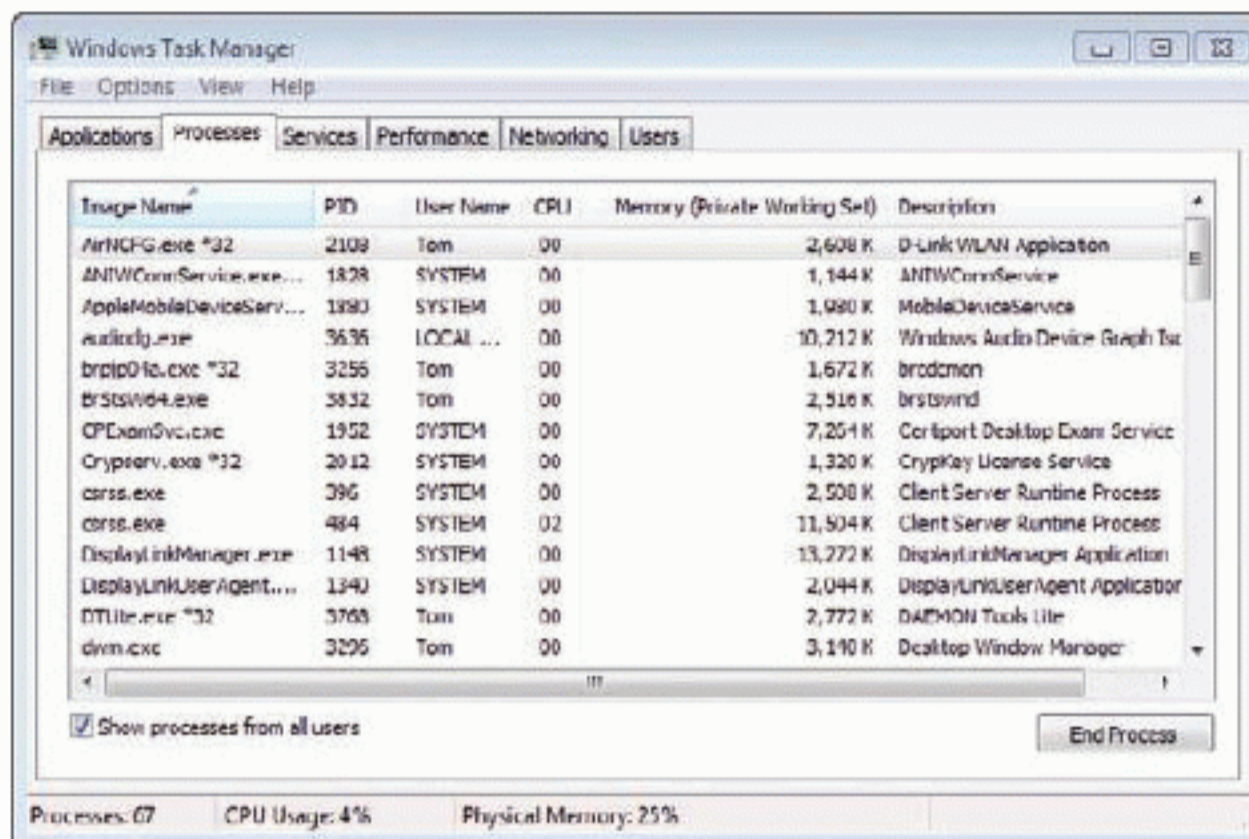 Windows Task Manager
File Options View Help
Applications Processes Services Performance Networking Users
Image Name PID User Name CPU Memory (Private Working Set) Description
AirNCFG.exe *32 2108 Tom 00 2,608 K D-Link WLAN Application
ANIWConnService.exe... 1828 SYSTEM 00 1,144 K ANIWConnService
AppleMobileDeviceServ... 1880 SYSTEM 00 1,980 K MobileDeviceService
audiodg.exe 3636 LOCAL ... 00 10,212 K Windows Audio Device Graph Iso
*32 3256 Tom 00 1,672 K
BrStsW64.exe 3832 Tom 00 2,516 K brstswnd
CPExamSvc.exe 1952 SYSTEM 00 7,264 K Certiport Desktop Exam Service
Crypserv.exe *32 2012 SYSTEM 00 1,320 K CrypKey License Service
csrss.exe 396 SYSTEM 00 2,508 K Client Server Runtime Process
csrss.exe 484 SYSTEM 02 11,504 K Client Server Runtime Process
DisplayLinkManager.exe 1148 SYSTEM 00 13,272 K DisplayLinkManager Application
DisplayLinkUserAgent.... 1340 SYSTEM 00 2,044 K DisplayLinkUserAgent Application
DTLite.exe *32 3768 Tom 00 2,772 K DAEMON Tools Lite
dwm.exe 3296 Tom 00 3,140 K Desktop Window Manager
Show processes from all users
End Process
Processes: 67 CPU Usage: 4% Physical Memory: 25%